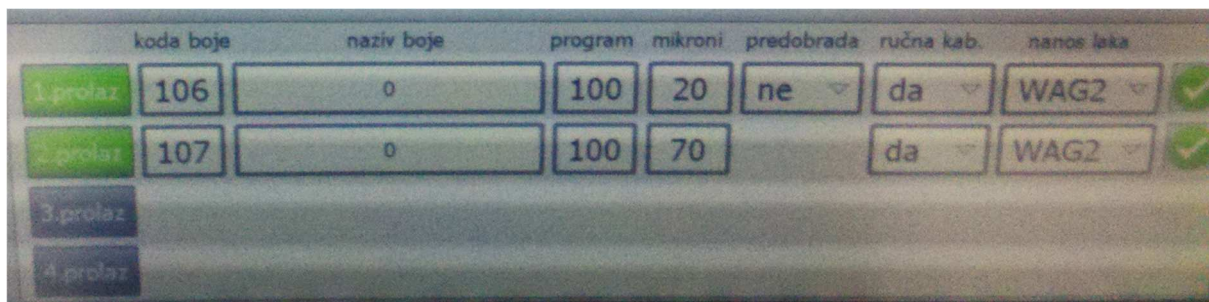 koda boje naziv boje program mikroni predobrada ručna kab. nanos laka
1.prolaz 106 0 100 20 ne da WAG2
2.prolaz 107 0 100 70 da WAG2
3.prolaz
4.prolaz